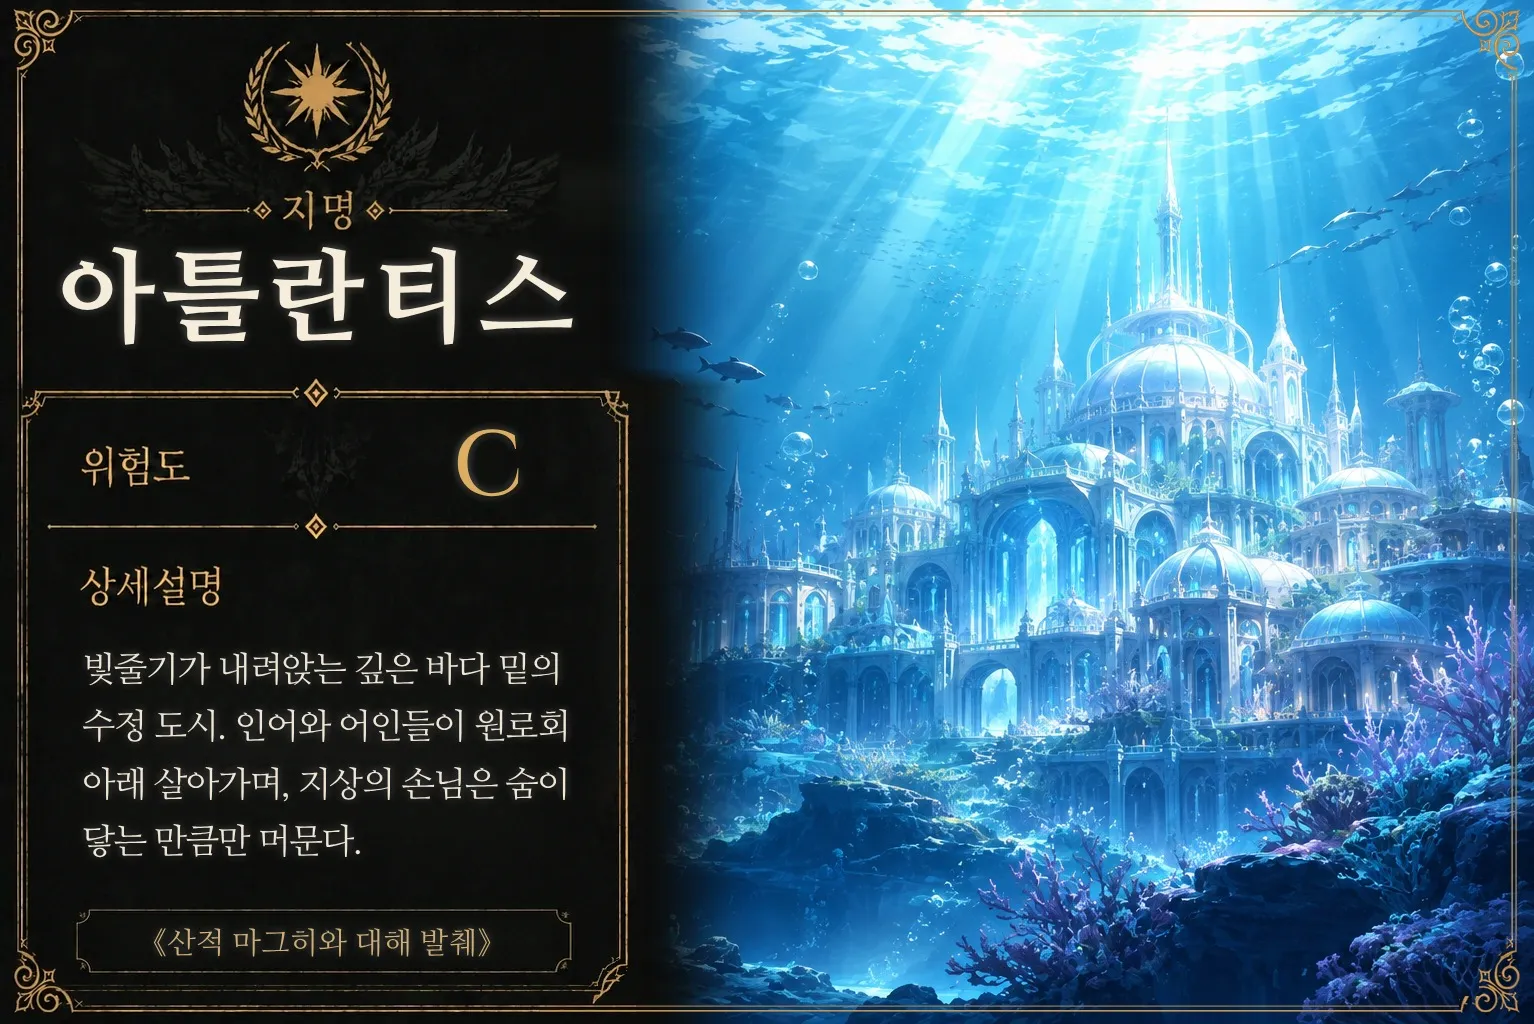 지명
아틀란티스
위험도
C
상세설명
빛줄기가 내려앉는 깊은 바다 밑의
수정 도시. 인어와 어인들이 원로회
아래 살아가며, 지상의 손님은 숨이
닿는 만큼만 머문다.
《산적 마그히와 대해 발췌》